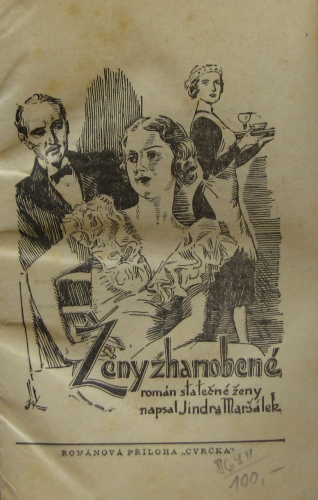 Ženy zhanobené
román statečné ženy
napsal Jindra Maršálek.
ROMÁNOVÁ PŘÍLOHA „CVRČKA"
100,-